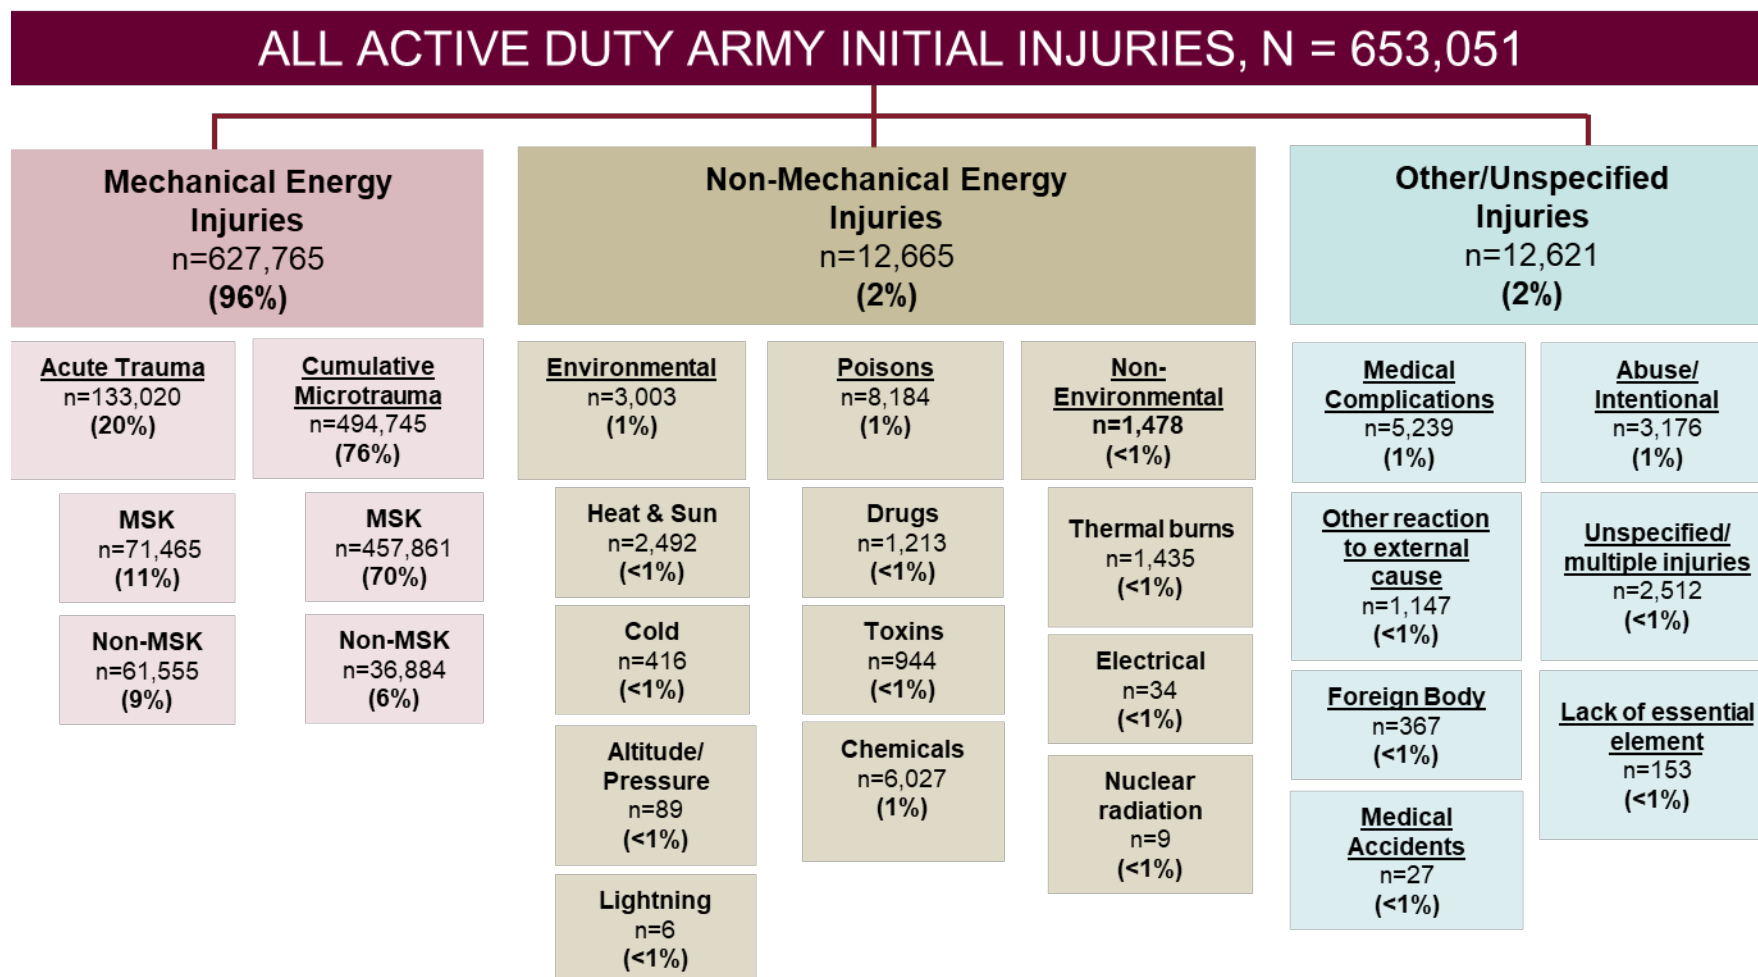 ALL ACTIVE DUTY ARMY INITIAL INJURIES, N = 653,051
Mechanical Energy
Injuries
n=627,765
(96%)
Acute Trauma
n=133,020
(20%)
MSK
n=71,465
(11%)
Non-MSK
n=61,555
(9%)
Cumulative
Microtrauma
n=494,745
(76%)
MSK
n=457,861
(70%)
Non-MSK
n=36,884
(6%)
Non-Mechanical Energy
Injuries
n=12,665
(2%)
Environmental
n=3,003
(1%)
Heat & Sun
n=2,492
(<1%)
Cold
n=416
(<1%)
Altitude/
Pressure
n=89
(<1%)
Lightning
n=6
(<1%)
Poisons
n=8,184
(1%)
Drugs
n=1,213
(<1%)
Toxins
n=944
(<1%)
Chemicals
n=6,027
(1%)
Non-
Environmental
n=1,478
(<1%)
Thermal burns
n=1,435
(<1%)
Electrical
n=34
(<1%)
Nuclear
radiation
n=9
(<1%)
Other/Unspecified
Injuries
n=12,621
(2%)
Medical
Complications
n=5,239
(1%)
Other reaction
to external
cause
n=1,147
(<1%)
Foreign Body
n=367
(<1%)
Medical
Accidents
n=27
(<1%)
Abuse/
Intentional
n=3,176
(1%)
Unspecified/
multiple injuries
n=2,512
(<1%)
Lack of essential
element
n=153
(<1%)